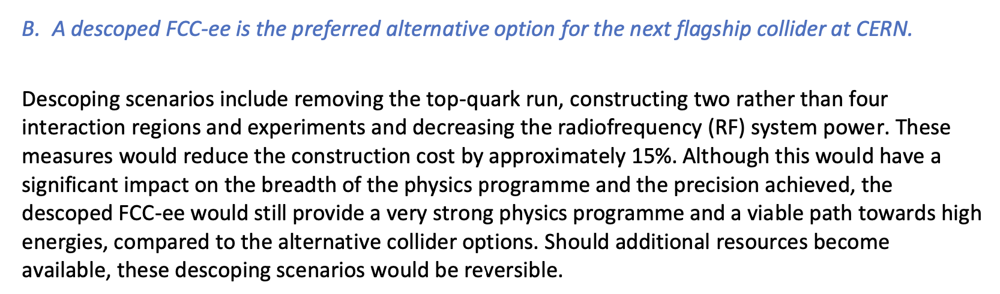 B. A descoped FCC-ee is the preferred alternative option for the next flagship collider at CERN.
Descoping scenarios include removing the top-quark run, constructing two rather than four
interaction regions and experiments and decreasing the radiofrequency (RF) system power. These
measures would reduce the construction cost by approximately 15%. Although this would have a
significant impact on the breadth of the physics programme and the precision achieved, the
descoped FCC-ee would still provide a very strong physics programme and a viable path towards high
energies, compared to the alternative collider options. Should additional resources become
available, these descoping scenarios would be reversible.